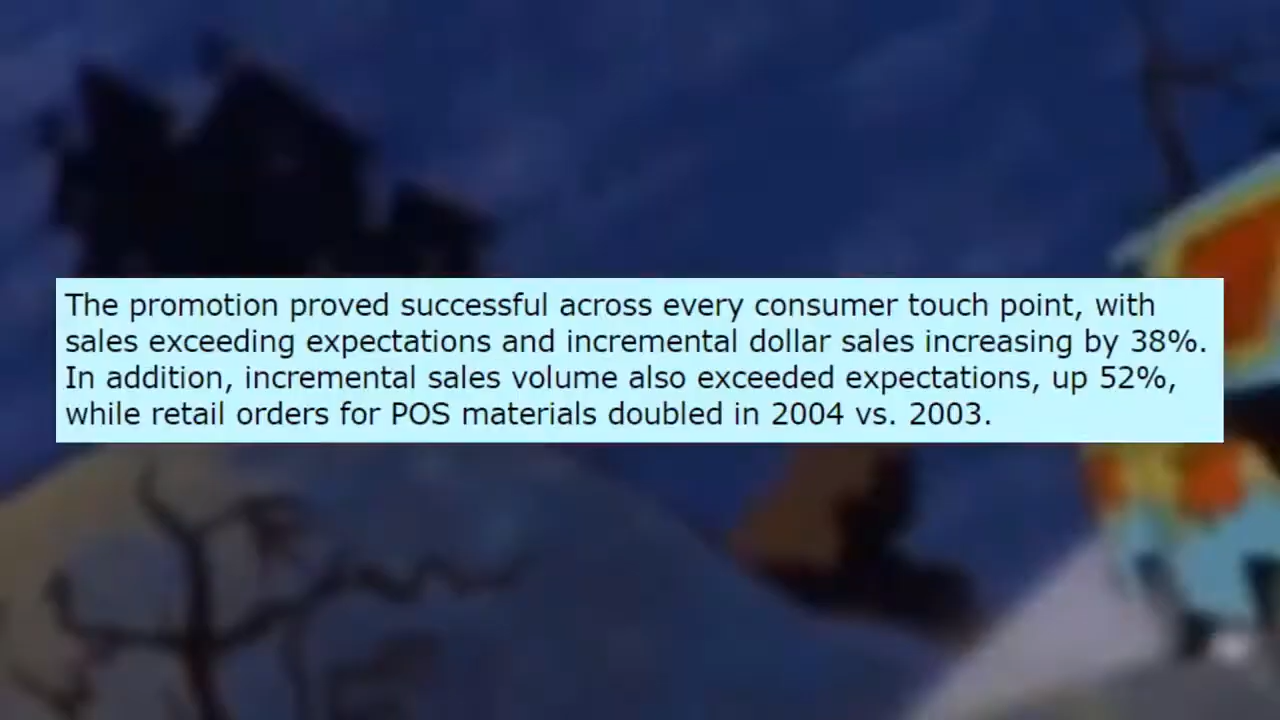 The promotion proved successful across every consumer touch point, with
sales exceeding expectations and incremental dollar sales increasing by 38%.
In addition, incremental sales volume also exceeded expectations, up 52%,
while retail orders for POS materials doubled in 2004 vs. 2003.